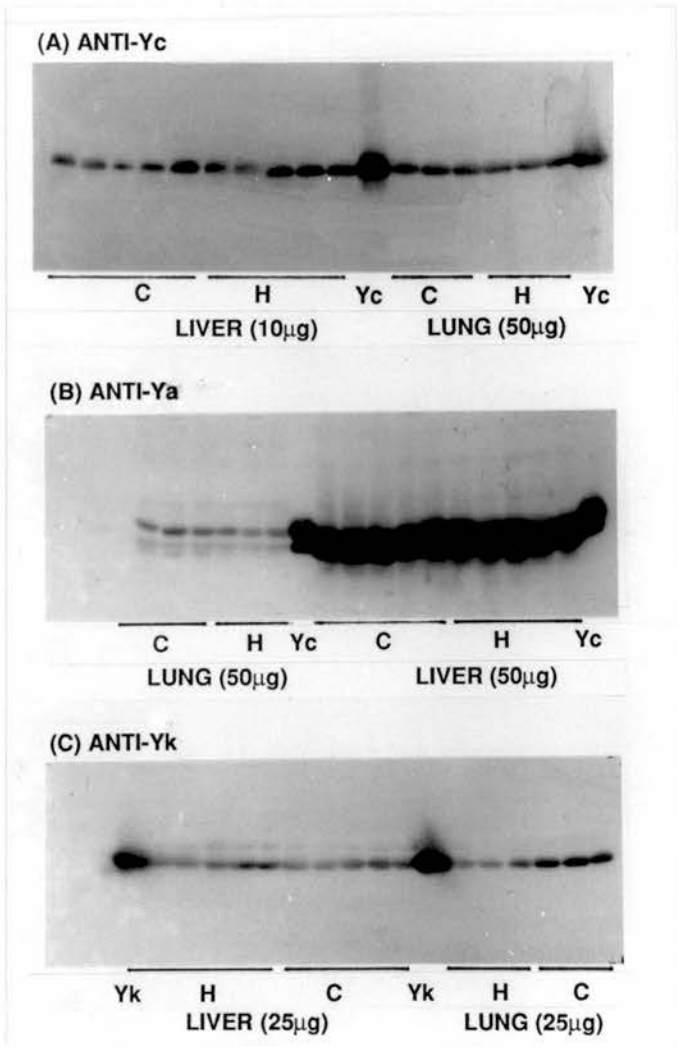 (A) ANTI-Yc
C H Yc C H Yc
LIVER (10µg) LUNG (50µg)
(B) ANTI-Ya
C H Yc C H Yc
LUNG (50µg) LIVER (50µg)
(C) ANTI-Yk
Yk H C Yk H C
LIVER (25µg) LUNG (25µg)